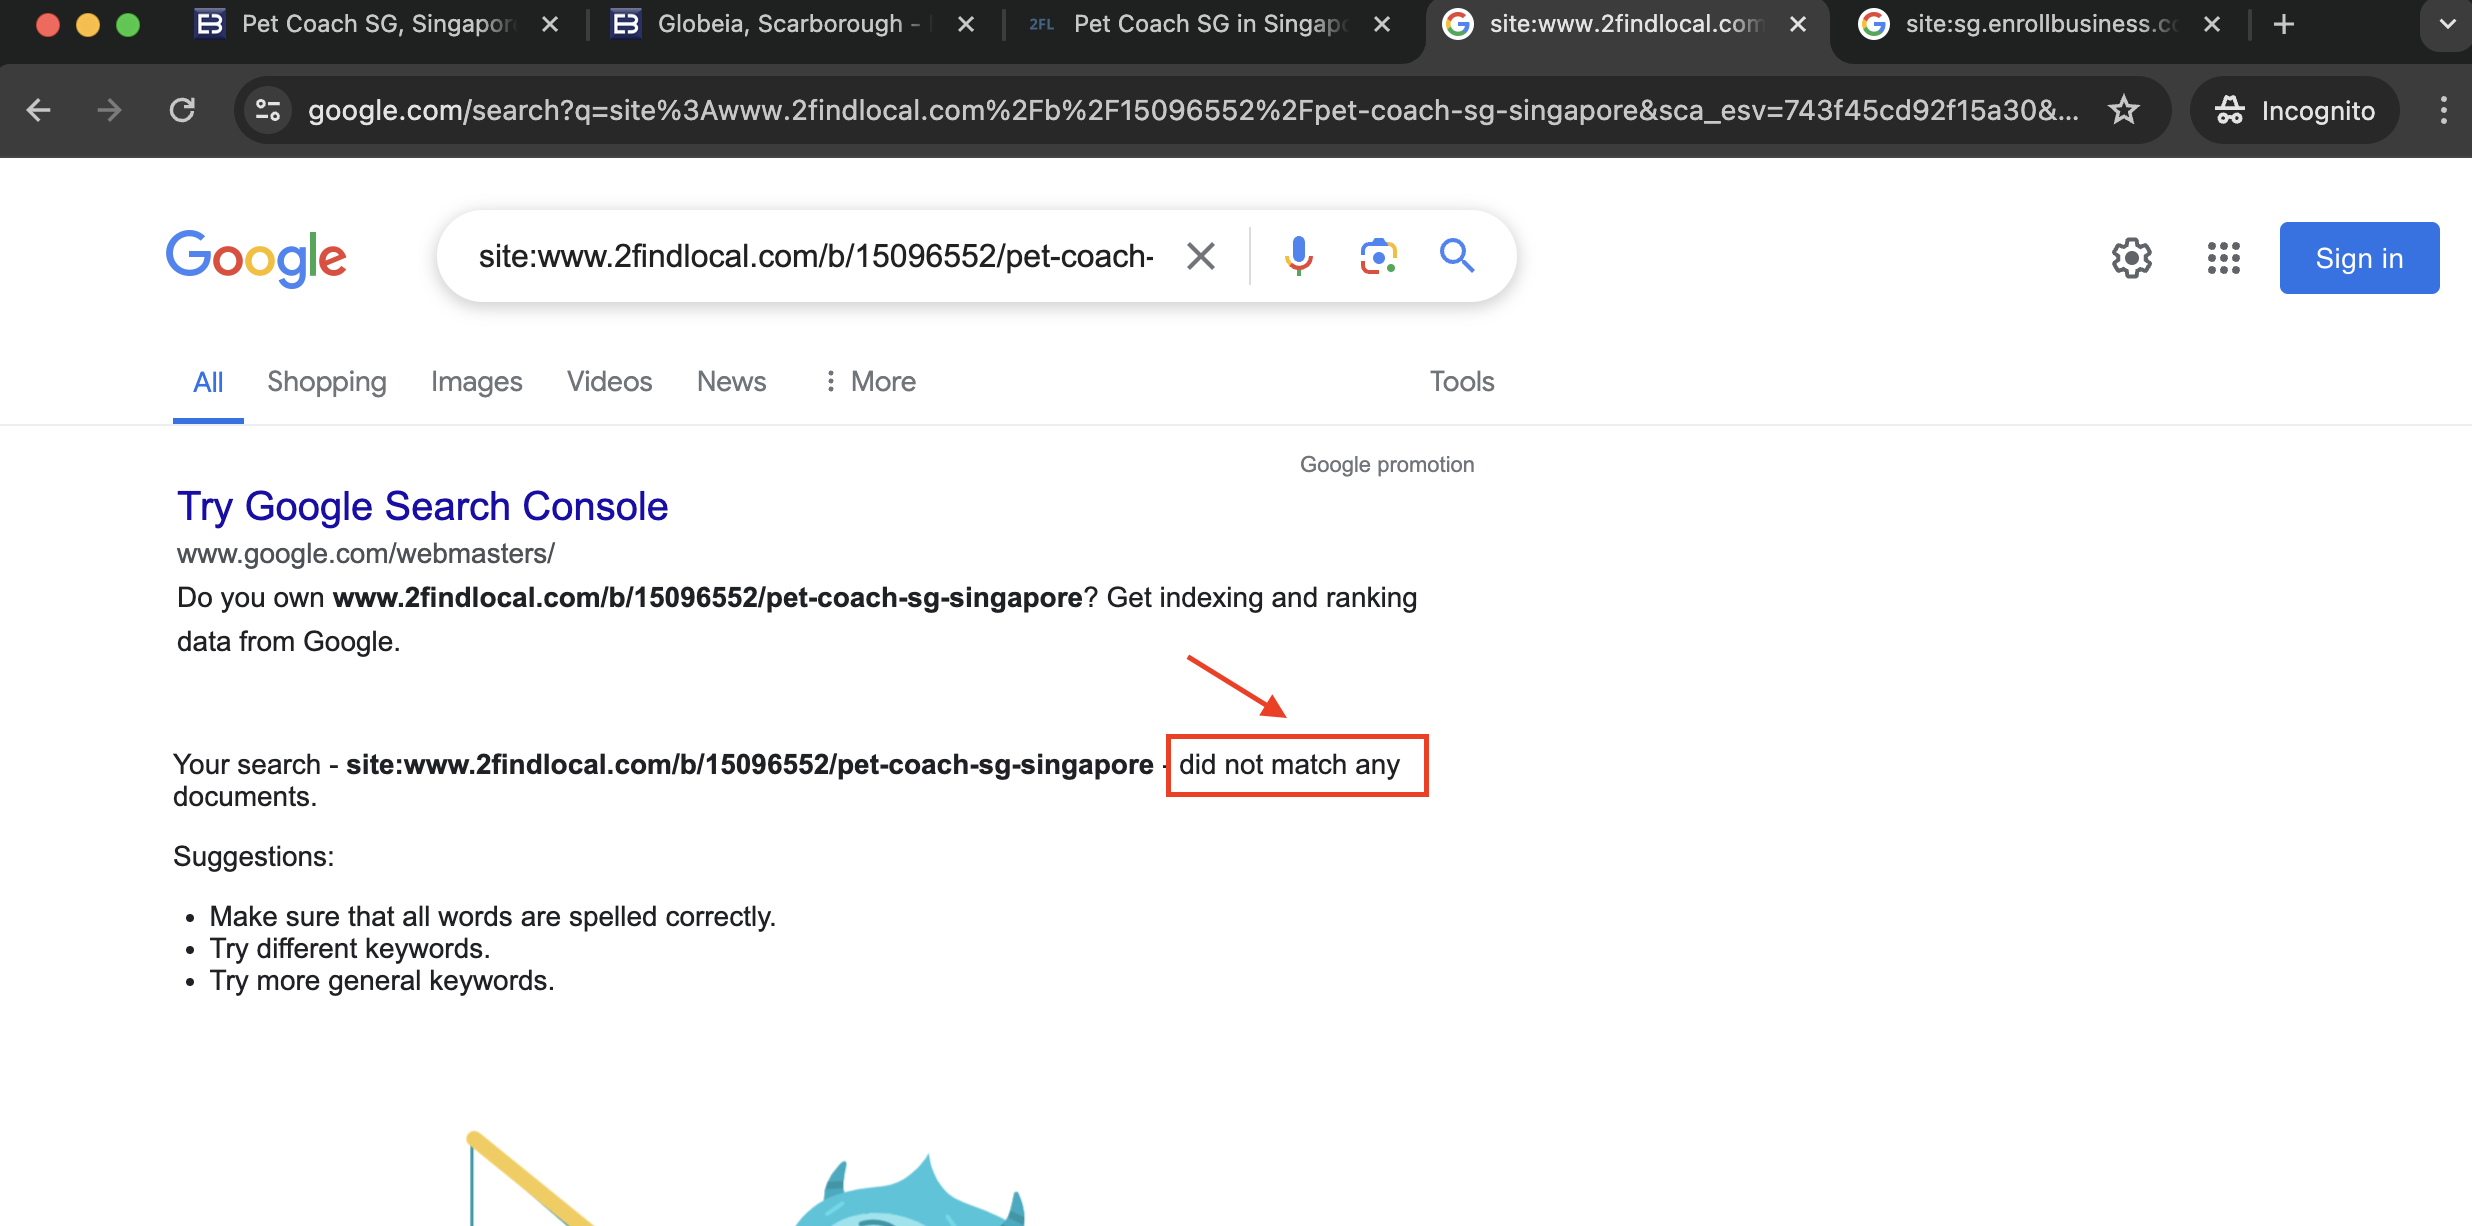 Pet Coach SG, Singapor
Globeia, Scarborough -
2FL Pet Coach SG in Singap
site:www.2findlocal.com
site:sg.enrollbusiness.c
google.com/search?q=site%3Awww.2findlocal.com%2Fb%2F15096552%2Fpet-coach-sg-singapore&sca_esv=743f45cd92f15a30&...
Incognito
Google
site:www.2findlocal.com/b/15096552/pet-coach-
Sign in
All
Shopping
Images
Videos
News
More
Tools
Google promotion
Try Google Search Console
www.google.com/webmasters/
Do you own www.2findlocal.com/b/15096552/pet-coach-sg-singapore? Get indexing and ranking
data from Google.
Your search - site:www.2findlocal.com/b/15096552/pet-coach-sg-singapore - did not match any
documents.
Suggestions:
• Make sure that all words are spelled correctly.
• Try different keywords.
• Try more general keywords.